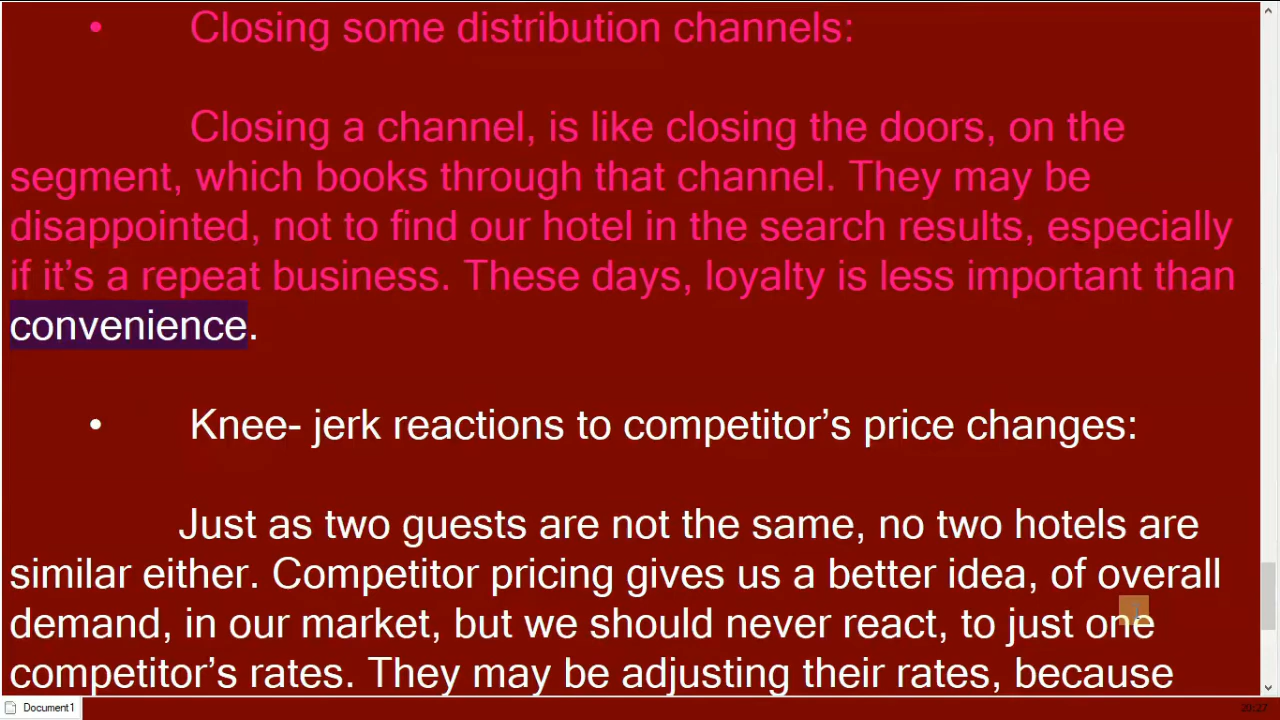 • Closing some distribution channels:
Closing a channel, is like closing the doors, on the
segment, which books through that channel. They may be
disappointed, not to find our hotel in the search results, especially
if it’s a repeat business. These days, loyalty is less important than
convenience.
• Knee- jerk reactions to competitor’s price changes:
Just as two guests are not the same, no two hotels are
similar either. Competitor pricing gives us a better idea, of overall
demand, in our market, but we should never react, to just one
competitor’s rates. They may be adjusting their rates, because
Document1
20:27